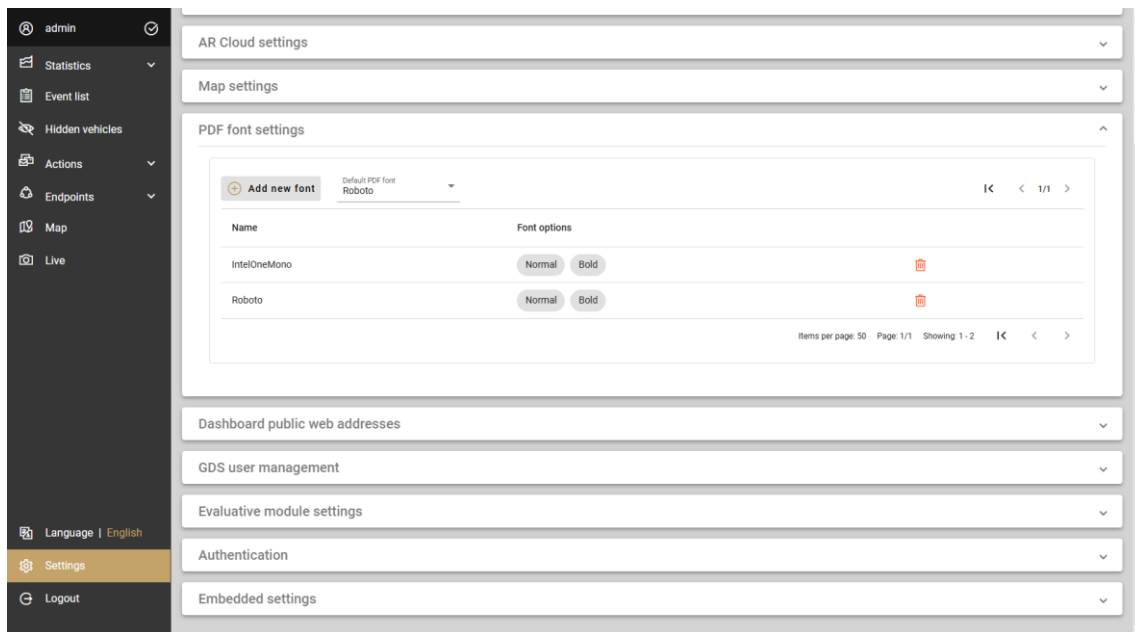 admin
Statistics
Event list
Hidden vehicles
Actions
Endpoints
Map
Live
Language | English
Settings
Logout
AR Cloud settings
Map settings
PDF font settings
Add new font
Default PDF font
Roboto
1/1
Name Font options
IntelOneMono Normal Bold
Roboto Normal Bold
Items per page: 50 Page: 1/1 Showing: 1 - 2
Dashboard public web addresses
GDS user management
Evaluative module settings
Authentication
Embedded settings